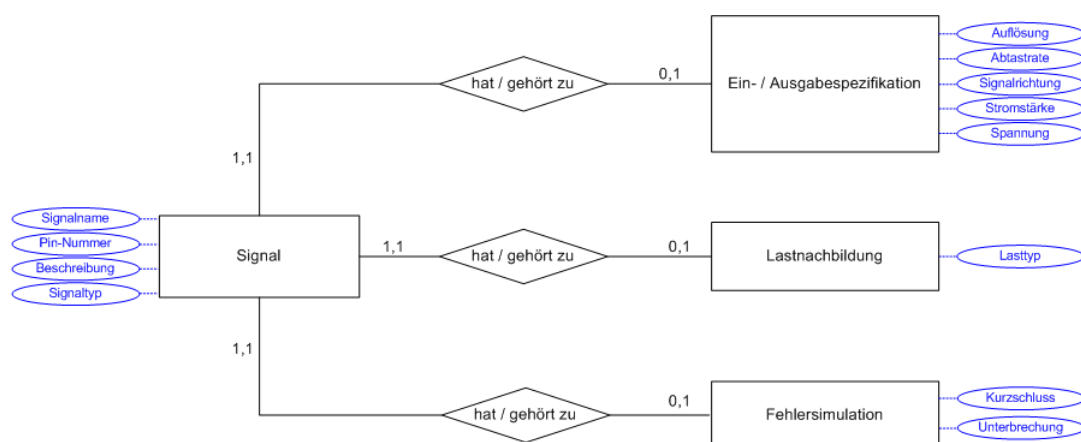 Auflösung
Abtastrate
hat / gehört zu
0,1
Ein- / Ausgabespezifikation
Signalrichtung
Stromstärke
Spannung
1,1
Signalname
Pin-Nummer
Beschreibung
Signaltyp
Signal
1,1
hat / gehört zu
0,1
Lastnachbildung
Lasttyp
1,1
hat / gehört zu
0,1
Fehlersimulation
Kurzschluss
Unterbrechung